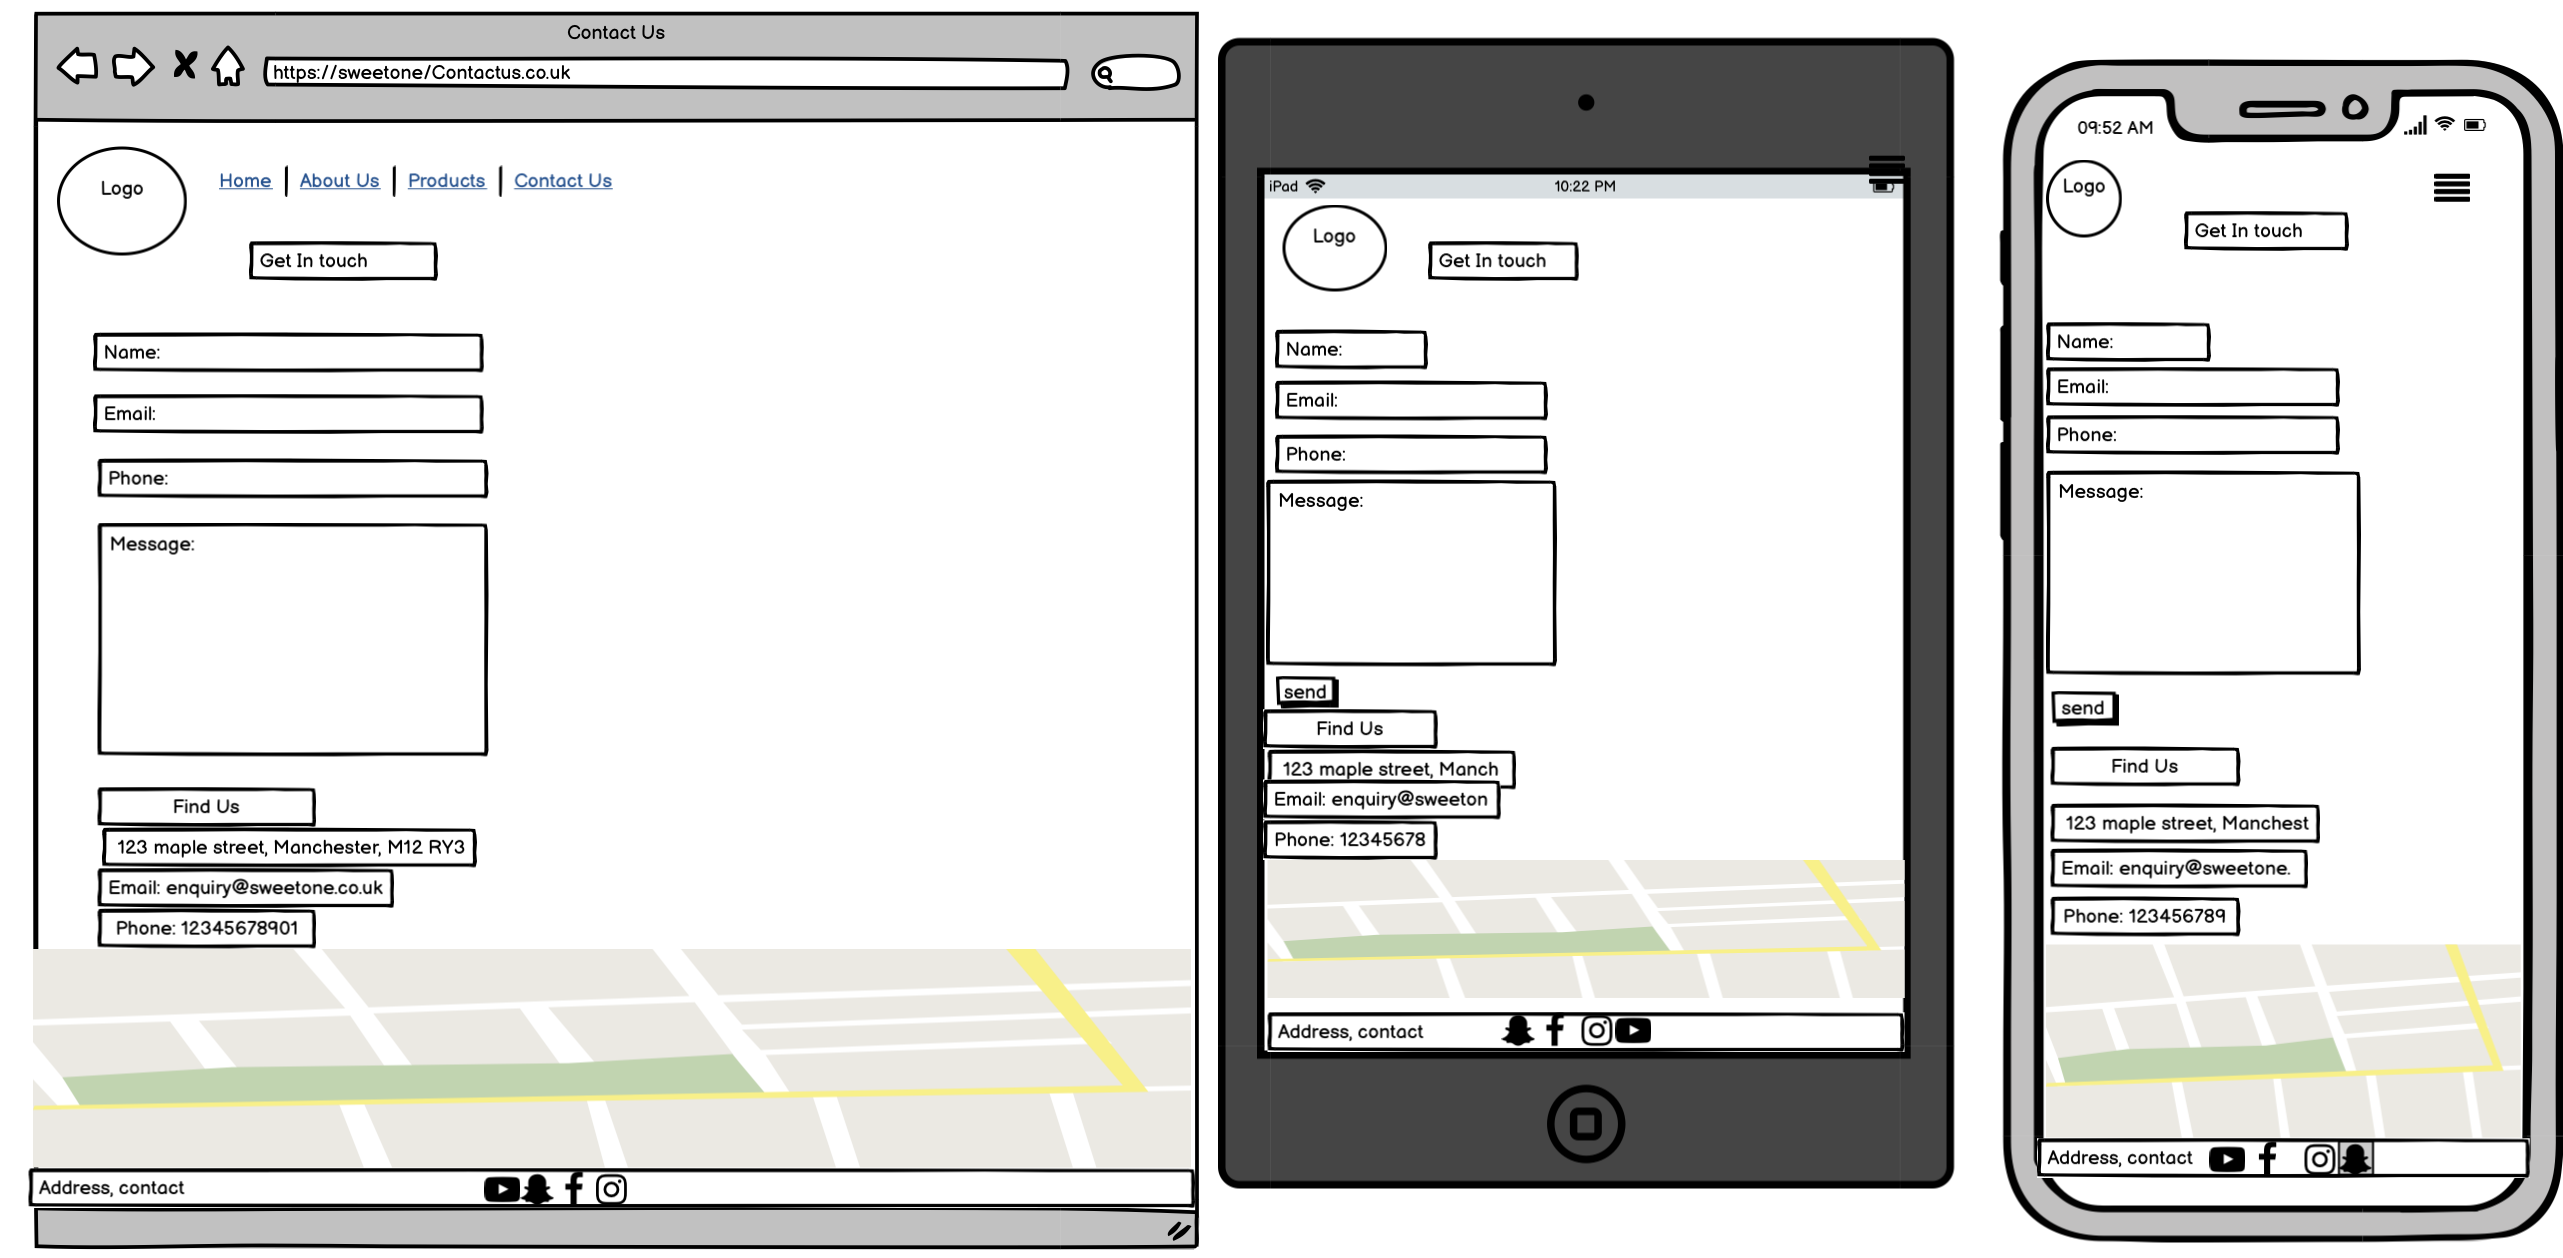 Contact Us
https://sweetone/Contactus.co.uk
Logo
Home
About Us
Products
Contact Us
Get In touch
Name:
Email:
Phone:
Message:
Find Us
123 maple street, Manchester, M12 RY3
Email: enquiry@sweetone.co.uk
Phone: 12345678901
Address, contact
iPad
10:22 PM
Logo
Get In touch
Name:
Email:
Phone:
Message:
send
Find Us
123 maple street, Manch
Email: enquiry@sweeton
Phone: 12345678
Address, contact
09:52 AM
Logo
Get In touch
Name:
Email:
Phone:
Message:
send
Find Us
123 maple street, Manchest
Email: enquiry@sweetone.
Phone: 123456789
Address, contact